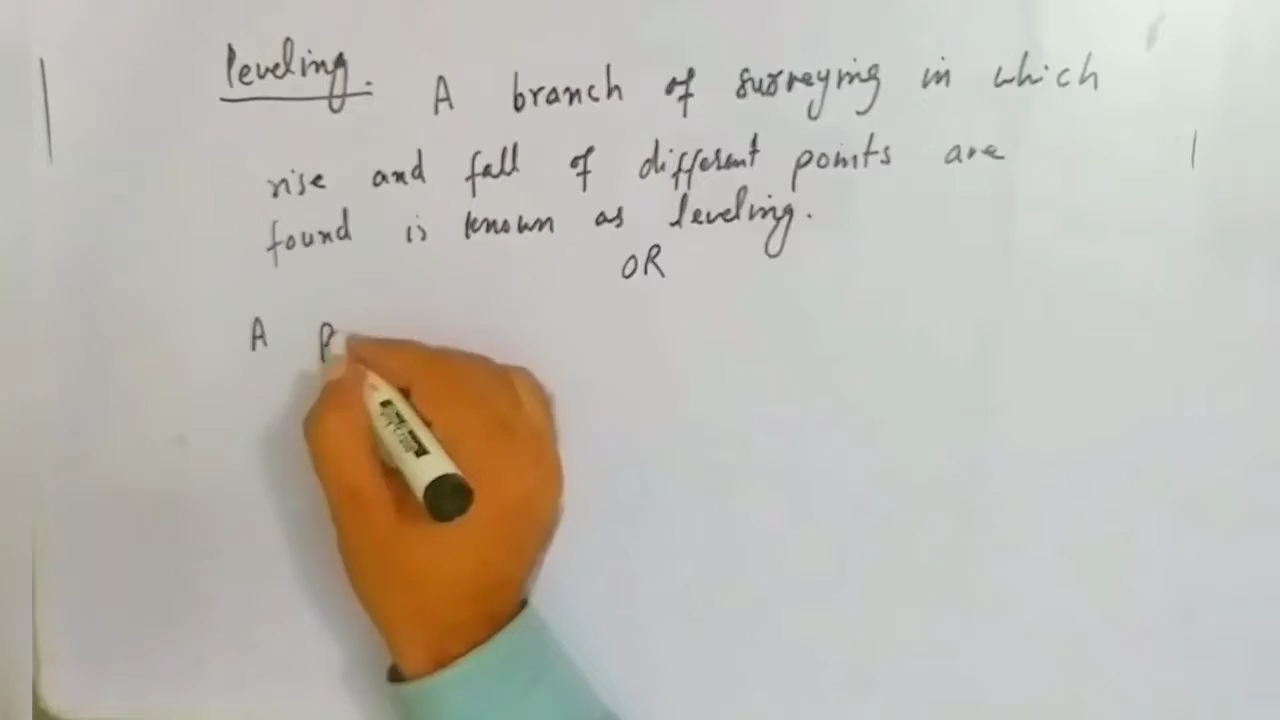 leveling. A branch of surveying in which
rise and fall of different points are
found is known as leveling.
OR
A p